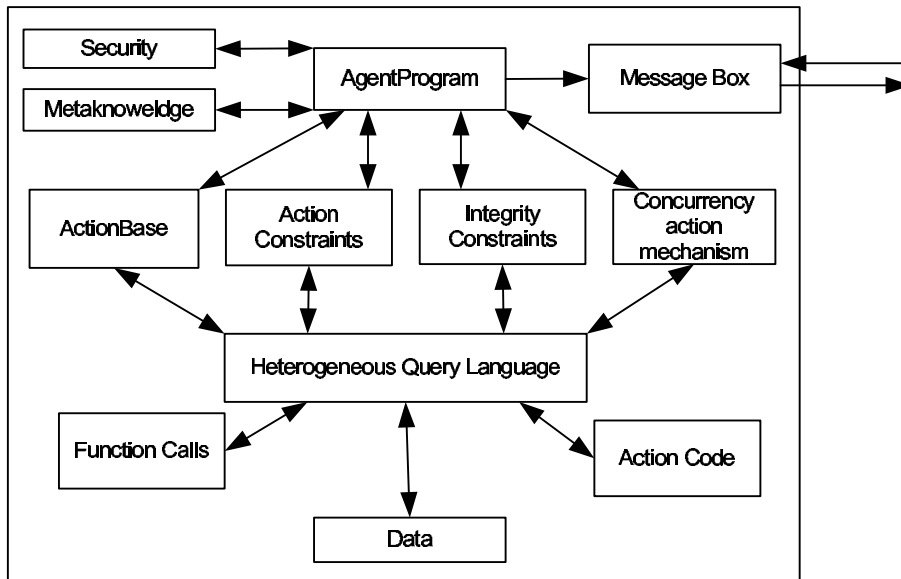 Security
AgentProgram
Message Box
Metaknoweldge
ActionBase
Action
Constraints
Integrity
Constraints
Concurrency
action
mechanism
Heterogeneous Query Language
Function Calls
Action Code
Data